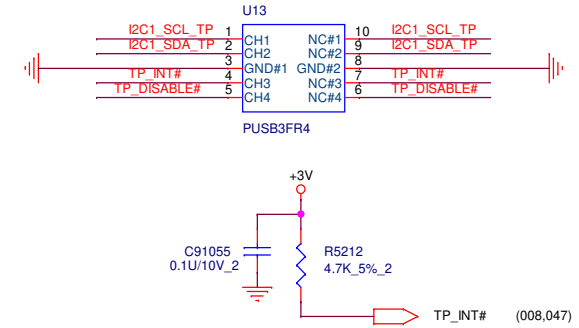 U13
I2C1_SCL_TP 1 CH1 NC#1 10 I2C1_SCL_TP
I2C1_SDA_TP 2 CH2 NC#2 9 I2C1_SDA_TP
3 GND#1 GND#2 8
TP_INT# 4 CH3 NC#3 7 TP_INT#
TP_DISABLE# 5 CH4 NC#4 6 TP_DISABLE#
PUSB3FR4
+3V
C91055
0.1U/10V_2
R5212
4.7K_5%_2
TP_INT# (008,047)